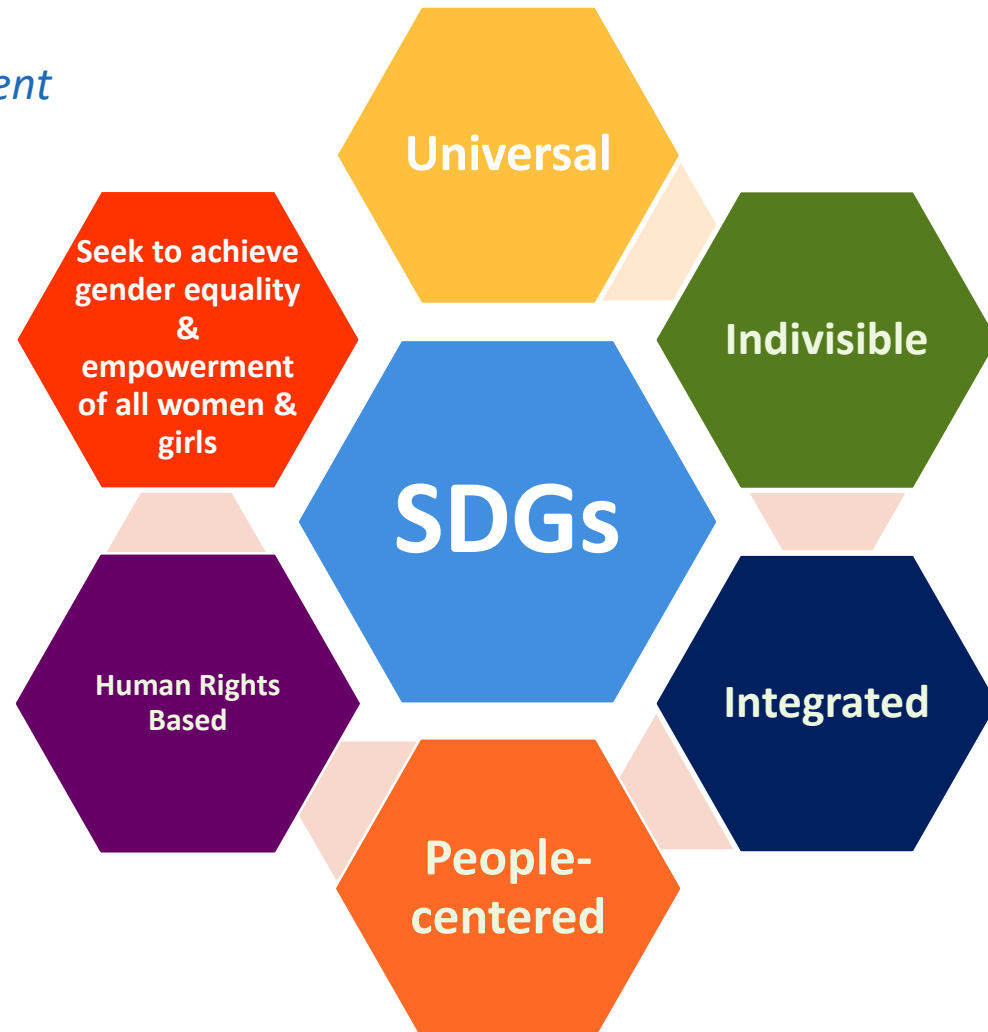 ent
Universal
Seek to achieve
gender equality
&
empowerment
of all women &
girls
Indivisible
SDGs
Human Rights
Based
Integrated
People-
centered